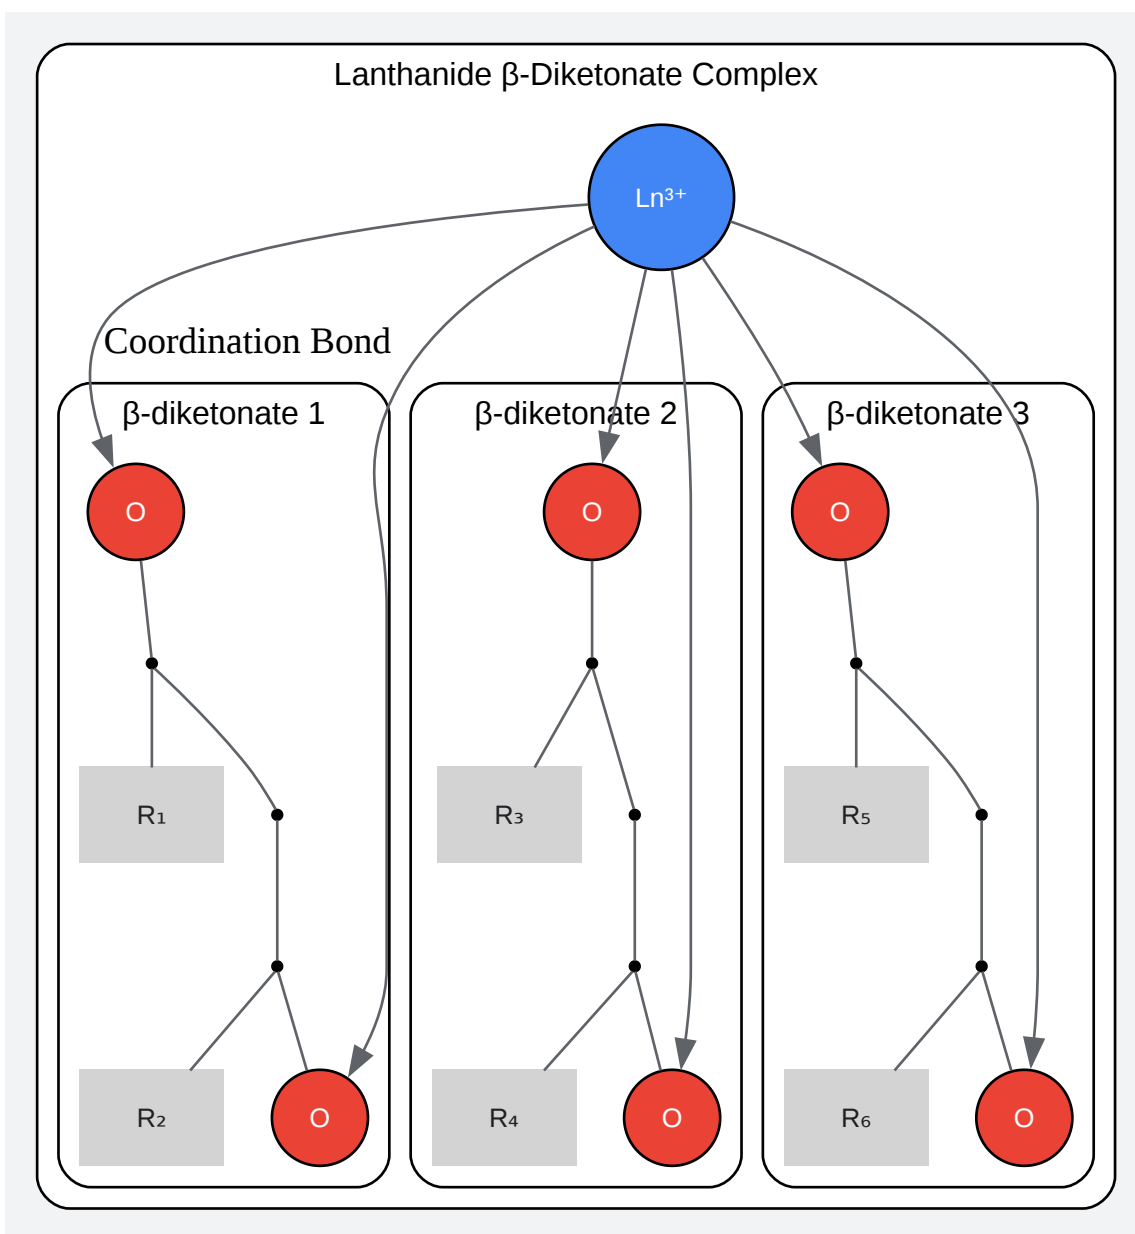 Lanthanide β-Diketonate Complex
Ln³⁺
Coordination Bond
β-diketonate 1
β-diketonate 2
β-diketonate 3
O
O
O
R₁
R₃
R₅
R₂
O
R₄
O
R₆
O